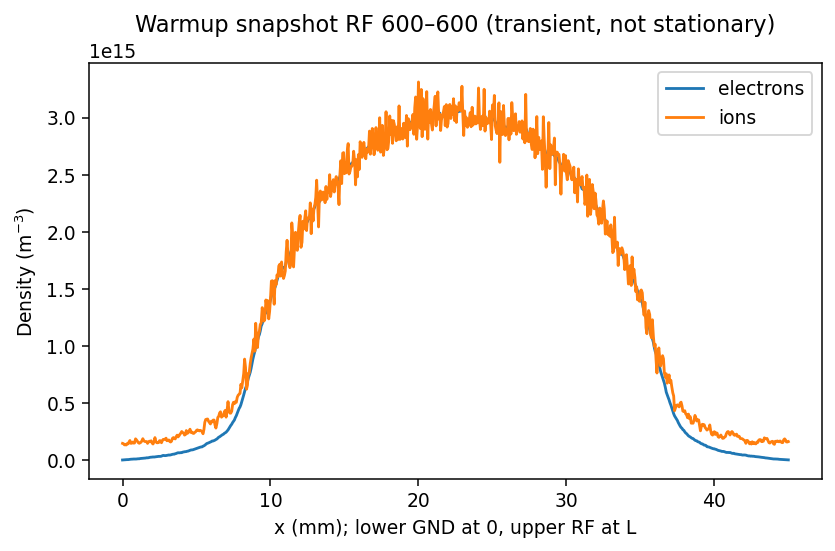 Warmup snapshot RF 600–600 (transient, not stationary)
1e15
electrons
ions
3.0
2.5
2.0
1.5
1.0
0.5
0.0
Density (m⁻³)
0 10 20 30 40
x (mm); lower GND at 0, upper RF at L